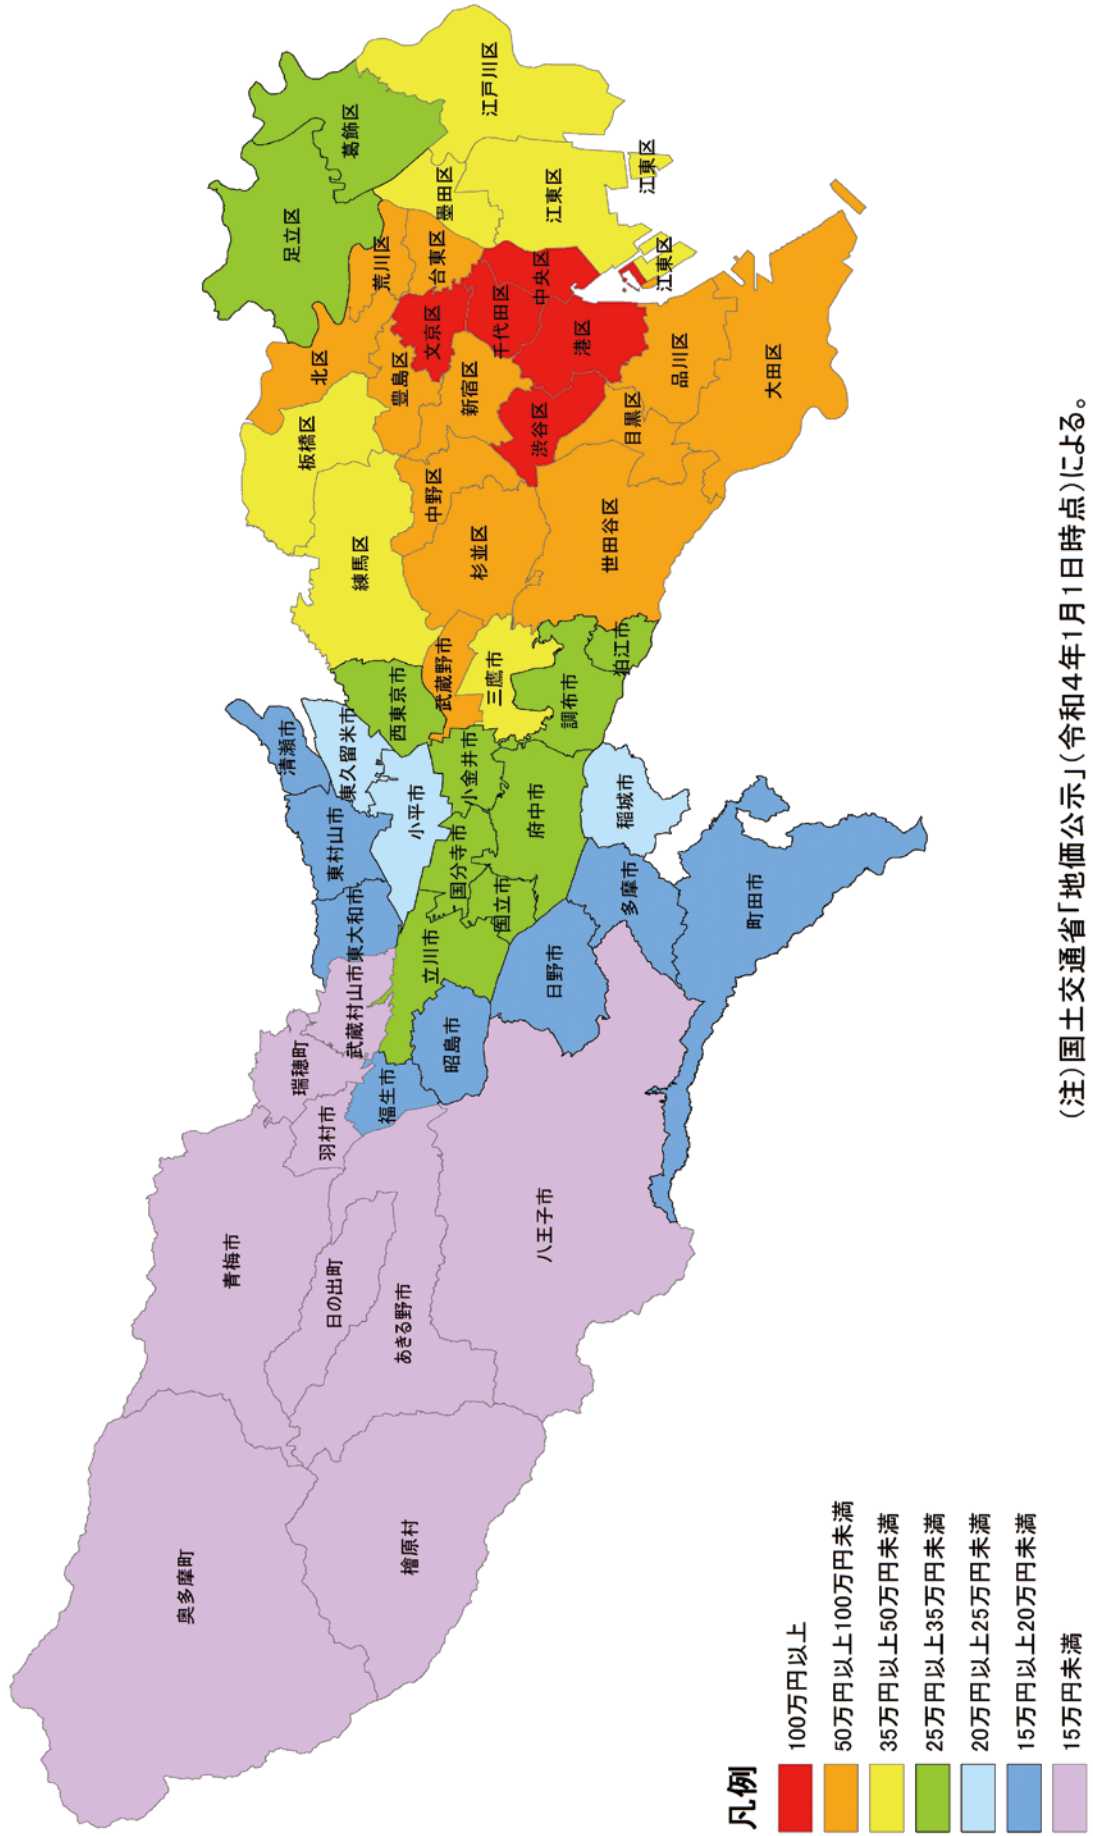 奥多摩町
檜原村
青梅市
日の出町
あきる野市
八王子市
羽村市
瑞穂町
福生市
武蔵村山市
昭島市
立川市
東大和市
東村山市
清瀬市
東久留米市
小平市
国分寺市
国立市
日野市
多摩市
稲城市
町田市
府中市
小金井市
西東京市
武蔵野市
三鷹市
調布市
狛江市
練馬区
板橋区
北区
足立区
葛飾区
荒川区
豊島区
中野区
杉並区
世田谷区
新宿区
文京区
台東区
墨田区
江戸川区
江東区
江東区
江東区
千代田区
中央区
港区
渋谷区
目黒区
品川区
大田区
凡例
100万円以上
50万円以上100万円未満
35万円以上50万円未満
25万円以上35万円未満
20万円以上25万円未満
15万円以上20万円未満
15万円未満
(注)国土交通省「地価公示」(令和4年1月1日時点)による。